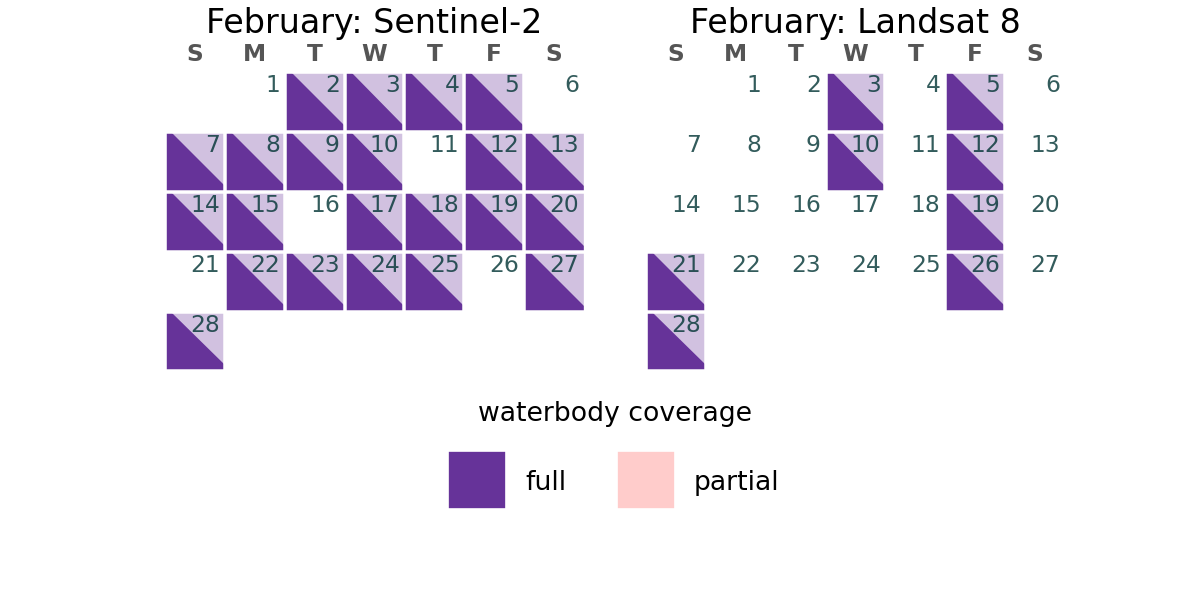 February: Sentinel-2
S M T W T F S
1 2 3 4 5 6
7 8 9 10 11 12 13
14 15 16 17 18 19 20
21 22 23 24 25 26 27
28
February: Landsat 8
S M T W T F S
1 2 3 4 5 6
7 8 9 10 11 12 13
14 15 16 17 18 19 20
21 22 23 24 25 26 27
28
waterbody coverage
full
partial